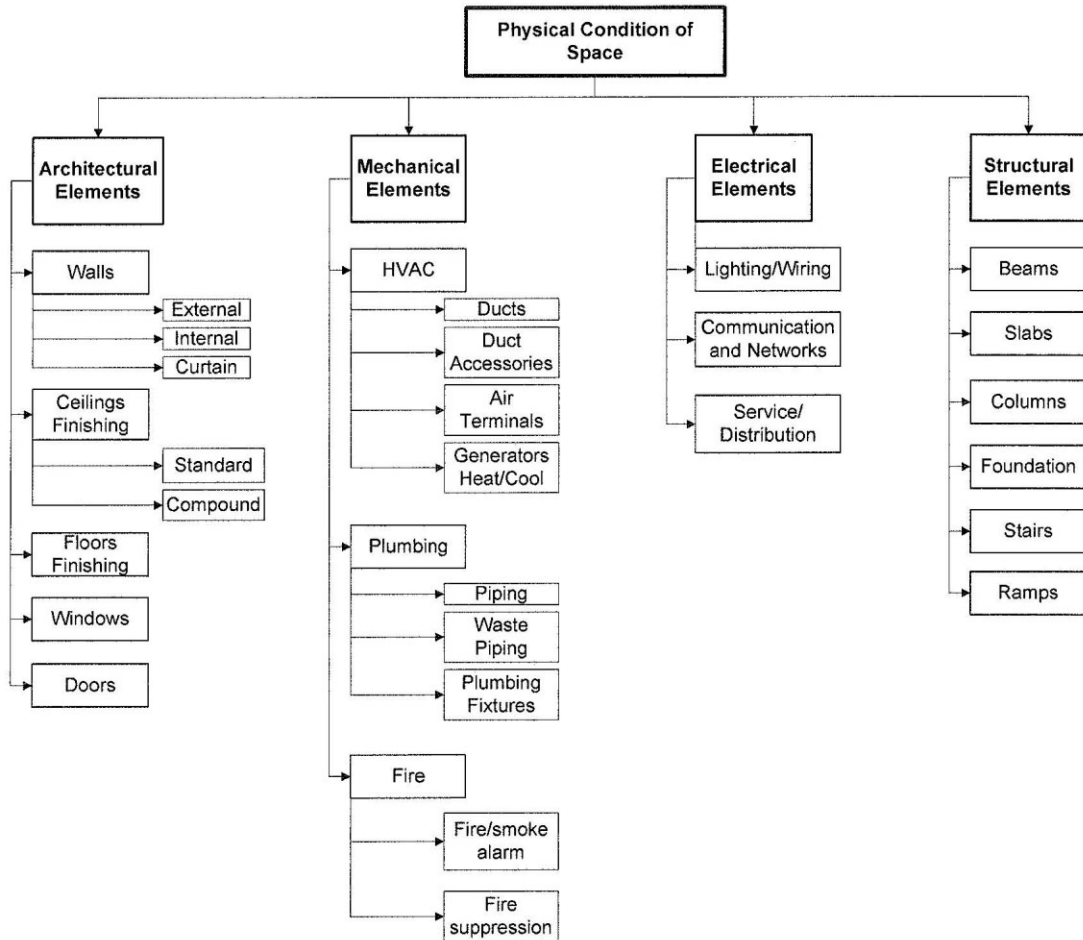 Physical Condition of
Space
Architectural
Elements
Walls
External
Internal
Curtain
Ceilings
Finishing
Standard
Compound
Floors
Finishing
Windows
Doors
Mechanical
Elements
HVAC
Ducts
Duct
Accessories
Air
Terminals
Generators
Heat/Cool
Plumbing
Piping
Waste
Piping
Plumbing
Fixtures
Fire
Fire/smoke
alarm
Fire
suppression
Electrical
Elements
Lighting/Wiring
Communication
and Networks
Service/
Distribution
Structural
Elements
Beams
Slabs
Columns
Foundation
Stairs
Ramps